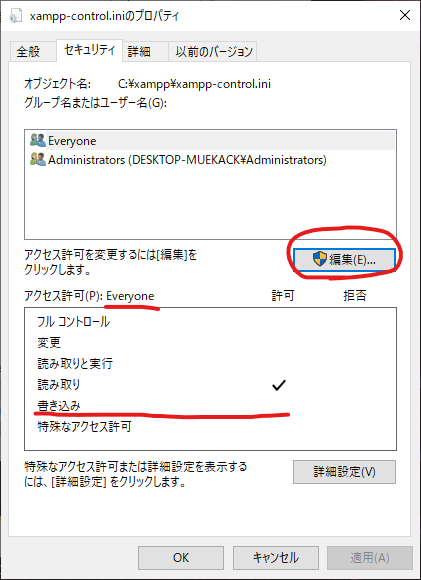 xampp-control.iniのプロパティ
全般 セキュリティ 詳細 以前のバージョン
オブジェクト名: C:¥xampp¥xampp-control.ini
グループ名またはユーザー名(G):
Everyone
Administrators (DESKTOP-MUEKACK¥Administrators)
アクセス許可を変更するには[編集]を
クリックします。
編集(E)...
アクセス許可(P): Everyone 許可 拒否
フル コントロール
変更
読み取りと実行
読み取り
書き込み
特殊なアクセス許可
特殊なアクセス許可または詳細設定を表示する
には、[詳細設定] をクリックします。
詳細設定(V)
OK キャンセル 適用(A)